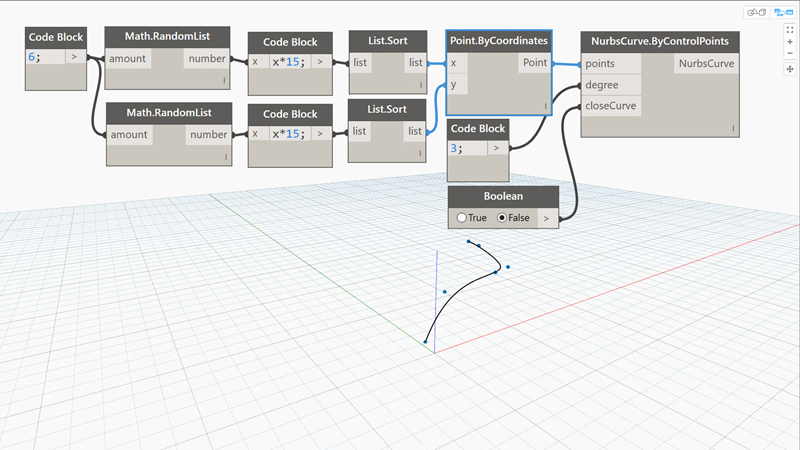 Code Block
6; >
Math.RandomList
amount number
|
Code Block
x x*15; >
List.Sort
list list
|
Point.ByCoordinates
x Point
y
|
NurbsCurve.ByControlPoints
points NurbsCurve
degree
closeCurve
|
Math.RandomList
amount number
|
Code Block
x x*15; >
List.Sort
list list
|
Code Block
3; >
Boolean
True False >